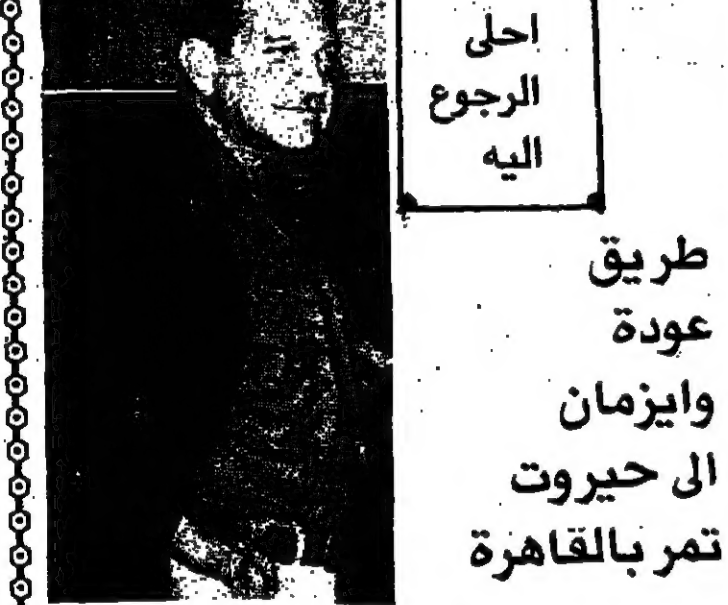 احلى
الرجوع
اليه
طريق
عودة
وايزمان
الى حيروت
تمر بالقاهرة